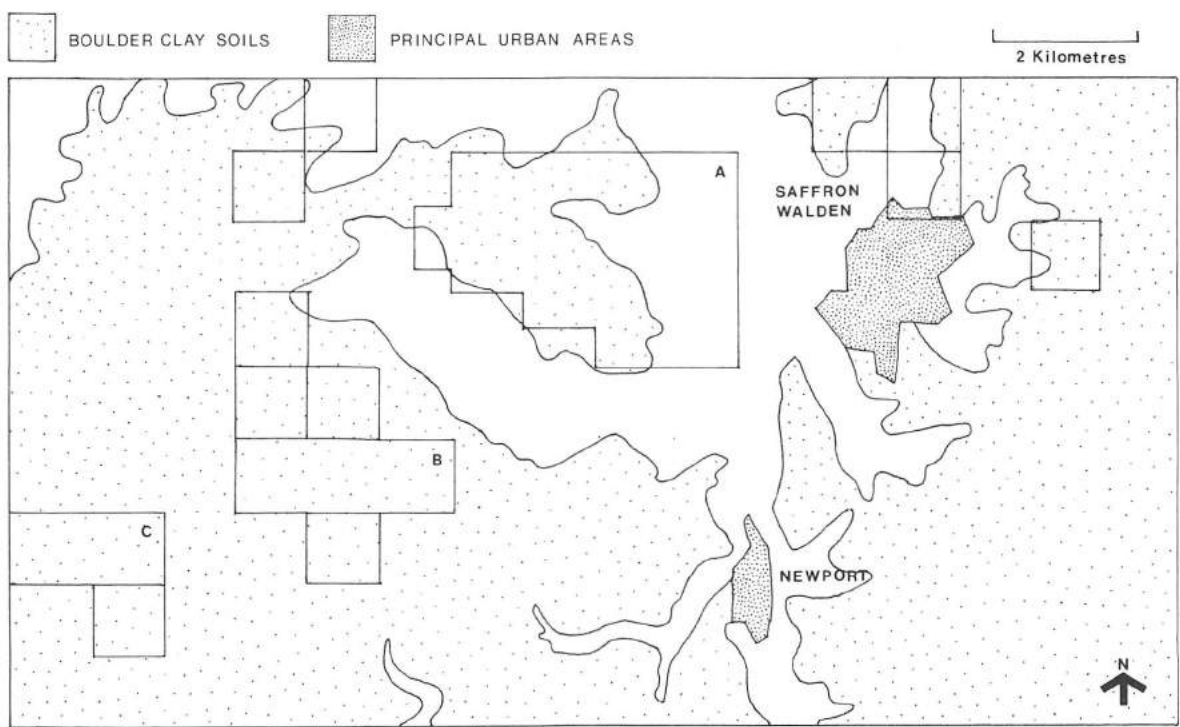 BOULDER CLAY SOILS
PRINCIPAL URBAN AREAS
2 Kilometres
A
SAFFRON
WALDEN
B
C
NEWPORT
N